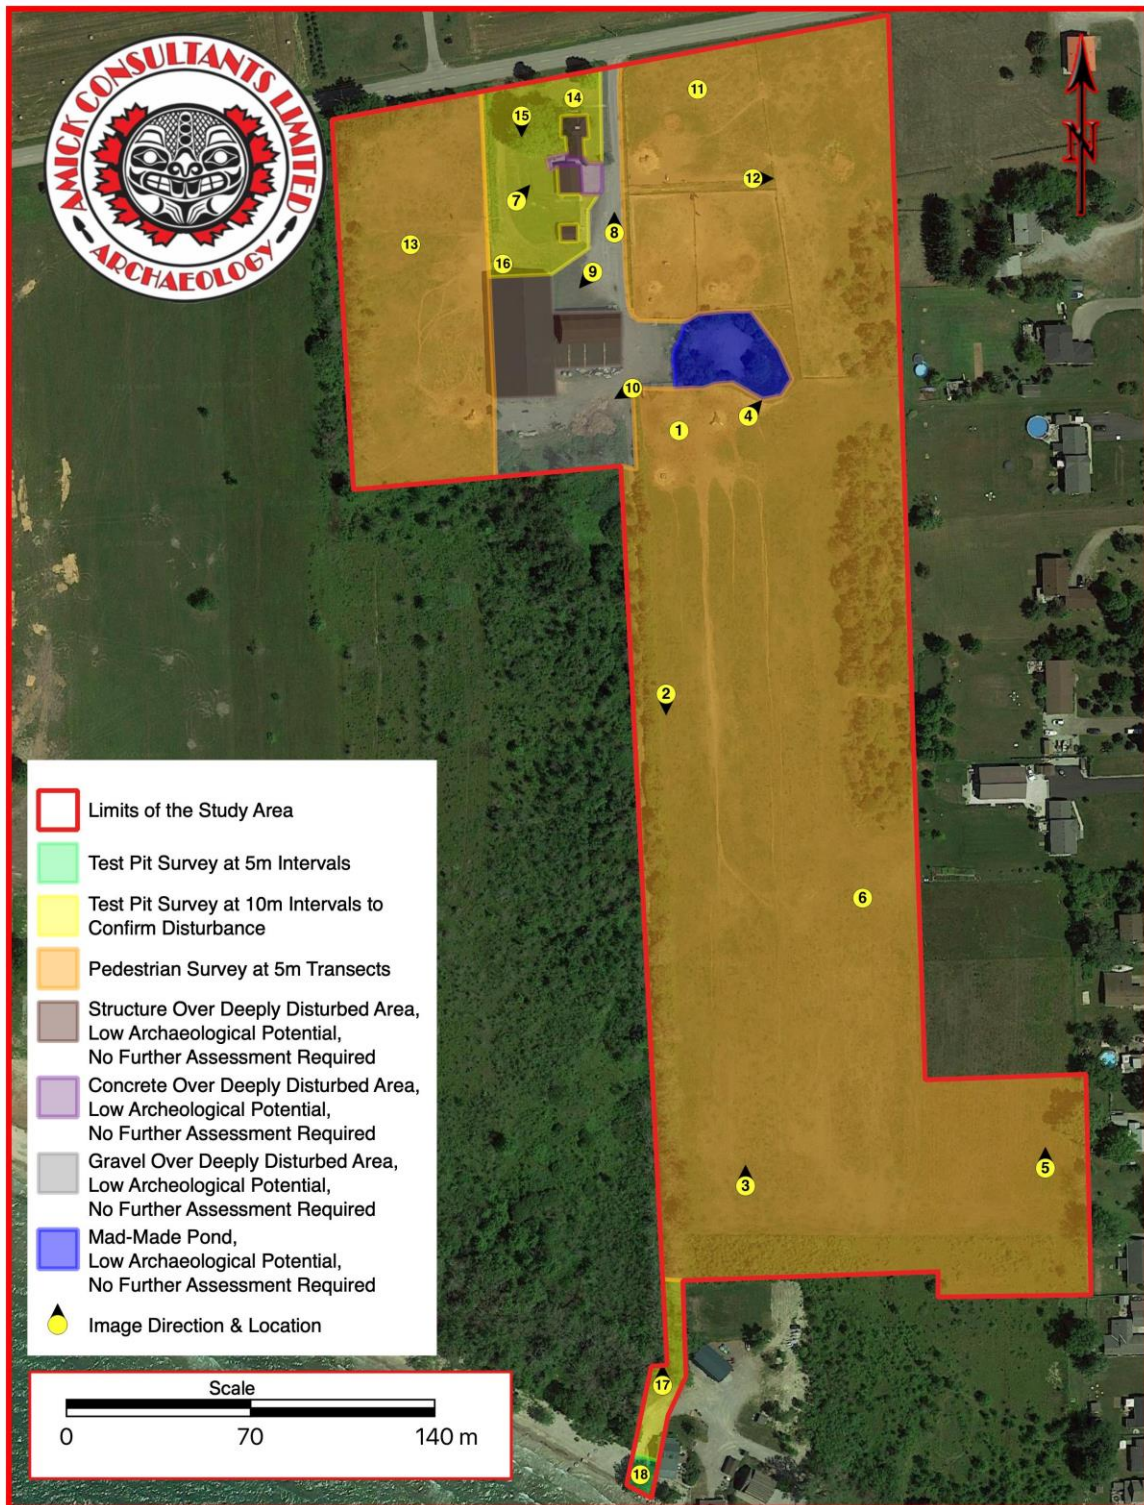 AMICK CONSULTANTS LIMITED
ARCHAEOLOGY
N
11
14
15
12
7
8
13
16
9
10
4
1
2
6
5
3
17
18
Limits of the Study Area
Test Pit Survey at 5m Intervals
Test Pit Survey at 10m Intervals to
Confirm Disturbance
Pedestrian Survey at 5m Transects
Structure Over Deeply Disturbed Area,
Low Archaeological Potential,
No Further Assessment Required
Concrete Over Deeply Disturbed Area,
Low Archeological Potential,
No Further Assessment Required
Gravel Over Deeply Disturbed Area,
Low Archaeological Potential,
No Further Assessment Required
Mad-Made Pond,
Low Archaeological Potential,
No Further Assessment Required
Image Direction & Location
Scale
0 70 140 m